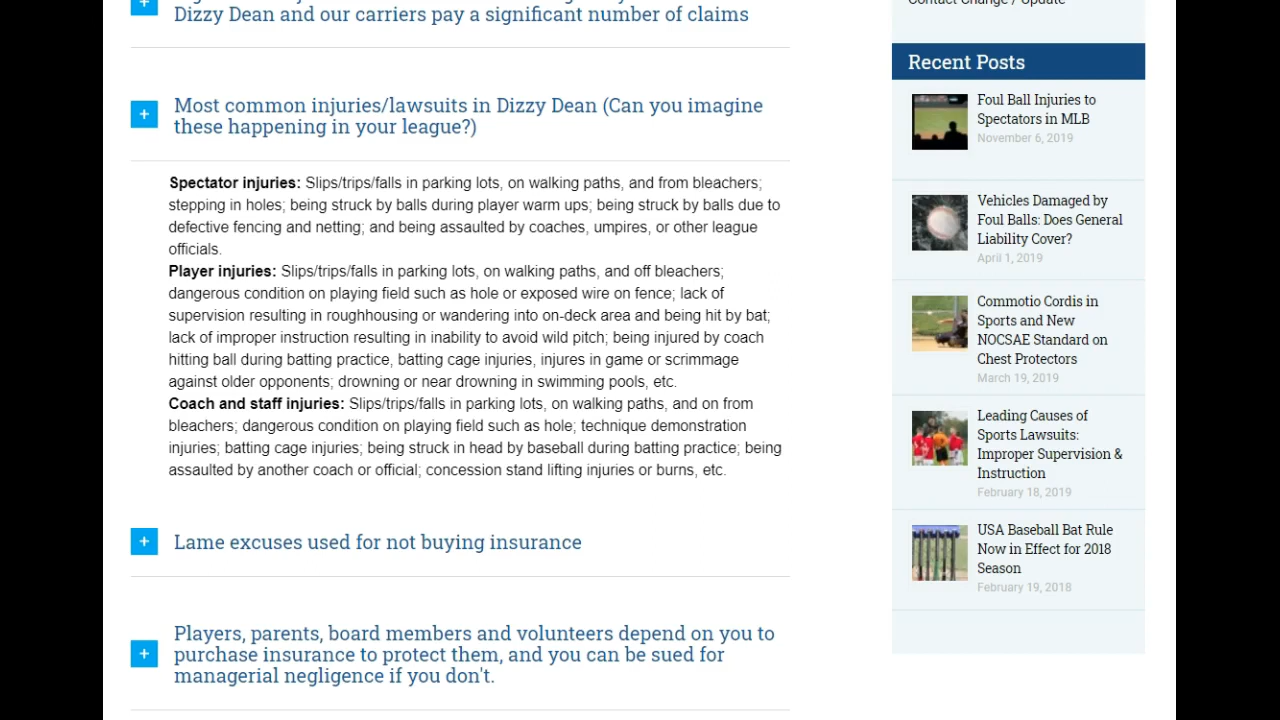 Dizzy Dean and our carriers pay a significant number of claims
Most common injuries/lawsuits in Dizzy Dean (Can you imagine
these happening in your league?)
Spectator injuries: Slips/trips/falls in parking lots, on walking paths, and from bleachers;
stepping in holes; being struck by balls during player warm ups; being struck by balls due to
defective fencing and netting; and being assaulted by coaches, umpires, or other league
officials.
Player injuries: Slips/trips/falls in parking lots, on walking paths, and off bleachers;
dangerous condition on playing field such as hole or exposed wire on fence; lack of
supervision resulting in roughhousing or wandering into on-deck area and being hit by bat;
lack of improper instruction resulting in inability to avoid wild pitch; being injured by coach
hitting ball during batting practice, batting cage injuries, injures in game or scrimmage
against older opponents; drowning or near drowning in swimming pools, etc.
Coach and staff injuries: Slips/trips/falls in parking lots, on walking paths, and on from
bleachers; dangerous condition on playing field such as hole; technique demonstration
injuries; batting cage injuries; being struck in head by baseball during batting practice; being
assaulted by another coach or official; concession stand lifting injuries or burns, etc.
Lame excuses used for not buying insurance
Players, parents, board members and volunteers depend on you to
purchase insurance to protect them, and you can be sued for
managerial negligence if you don't.
Contact Change / Update
Recent Posts
Foul Ball Injuries to
Spectators in MLB
November 6, 2019
Vehicles Damaged by
Foul Balls: Does General
Liability Cover?
April 1, 2019
Commotio Cordis in
Sports and New
NOCSAE Standard on
Chest Protectors
March 19, 2019
Leading Causes of
Sports Lawsuits:
Improper Supervision &
Instruction
February 18, 2019
USA Baseball Bat Rule
Now in Effect for 2018
Season
February 19, 2018